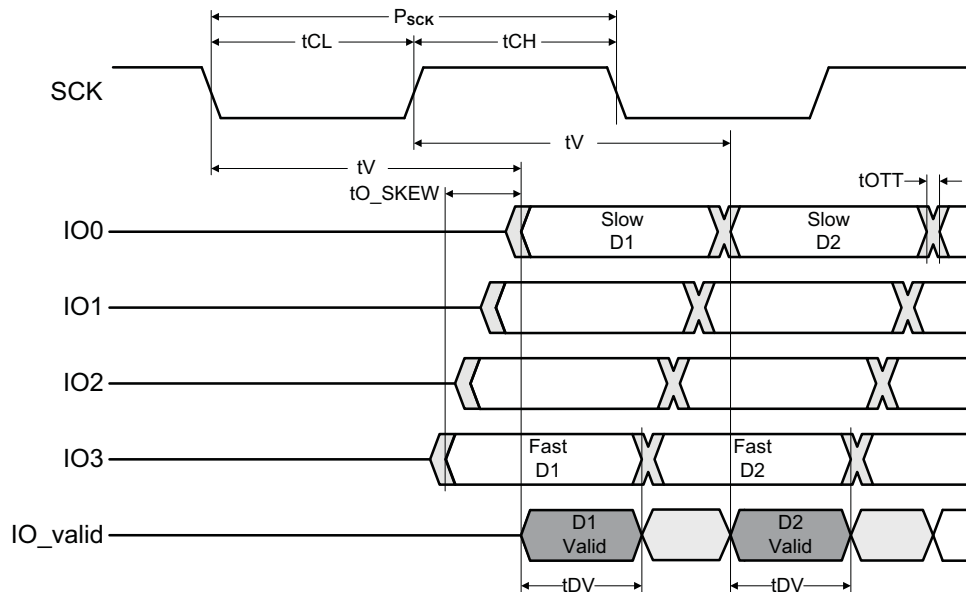 PSCK
tCL
tCH
SCK
tV
tV
tO_SKEW
tOTT
IO0
Slow
D1
Slow
D2
IO1
IO2
IO3
Fast
D1
Fast
D2
IO_valid
D1
Valid
D2
Valid
tDV
tDV